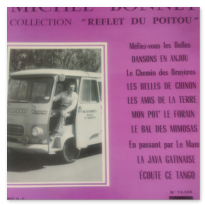 MICHEL BONNET
COLLECTION "REFLET DU POITOU"
Méfiez-vous les Belles
DANSONS EN ANJOU
Le Chemin des Bruyères
LES BELLES DE CHINON
LES AMIS DE LA TERRE
MON POT' LE FORAIN
LE BAL DES MIMOSAS
En passant par Le Mans
LA JAVA GATINAISE
ÉCOUTE CE TANGO